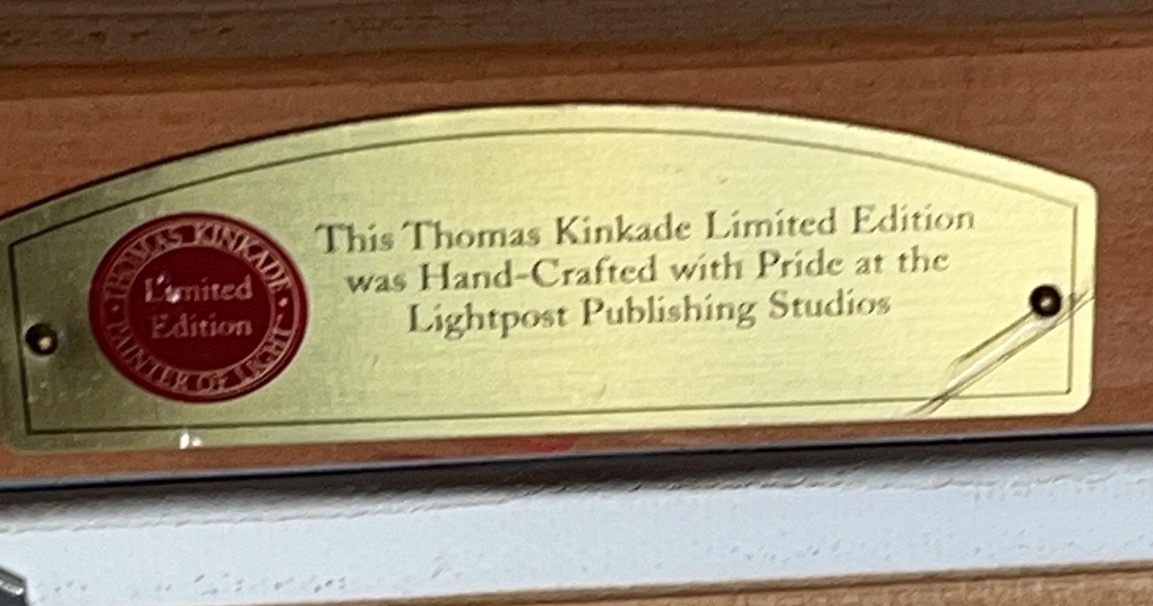 THOMAS KINKADE
Limited
Edition
PAINTER OF LIGHT
This Thomas Kinkade Limited Edition
was Hand-Crafted with Pride at the
Lightpost Publishing Studios